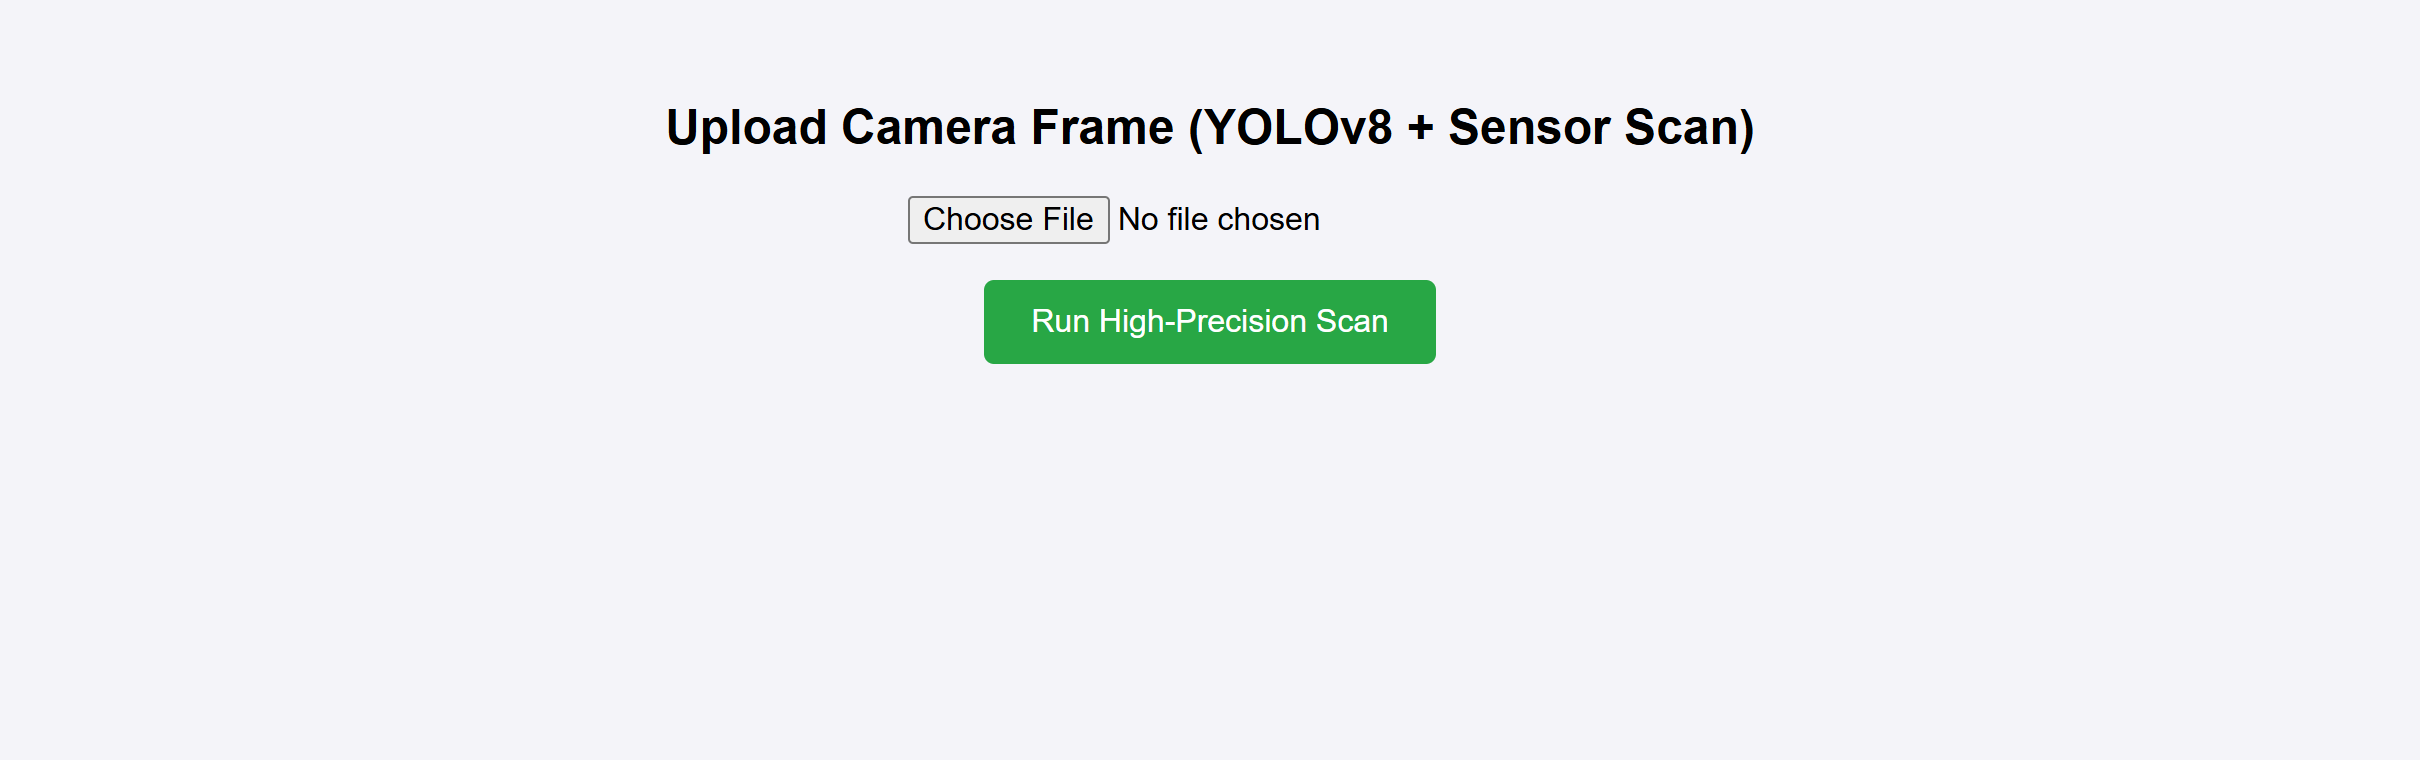 Upload Camera Frame (YOLOv8 + Sensor Scan)
Choose File No file chosen
Run High-Precision Scan